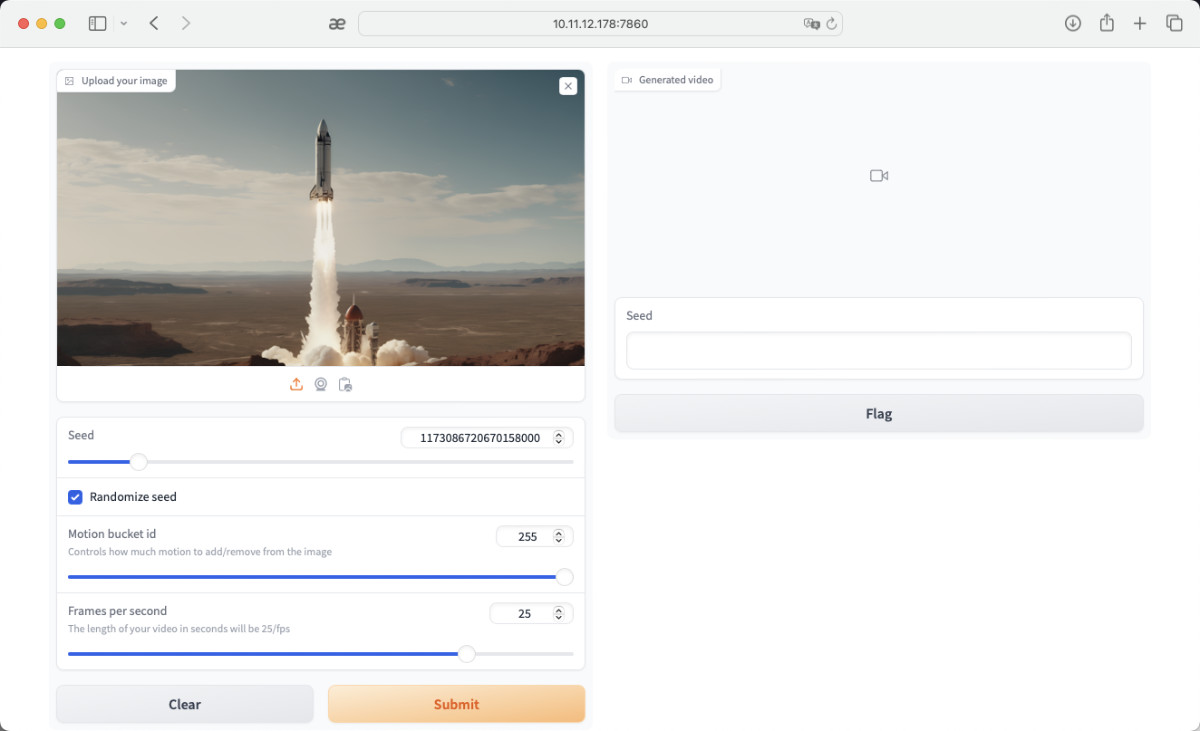 æ
10.11.12.178:7860
Upload your image
Generated video
Seed
Flag
Seed
1173086720670158000
Randomize seed
Motion bucket id
255
Controls how much motion to add/remove from the image
Frames per second
25
The length of your video in seconds will be 25/fps
Clear
Submit